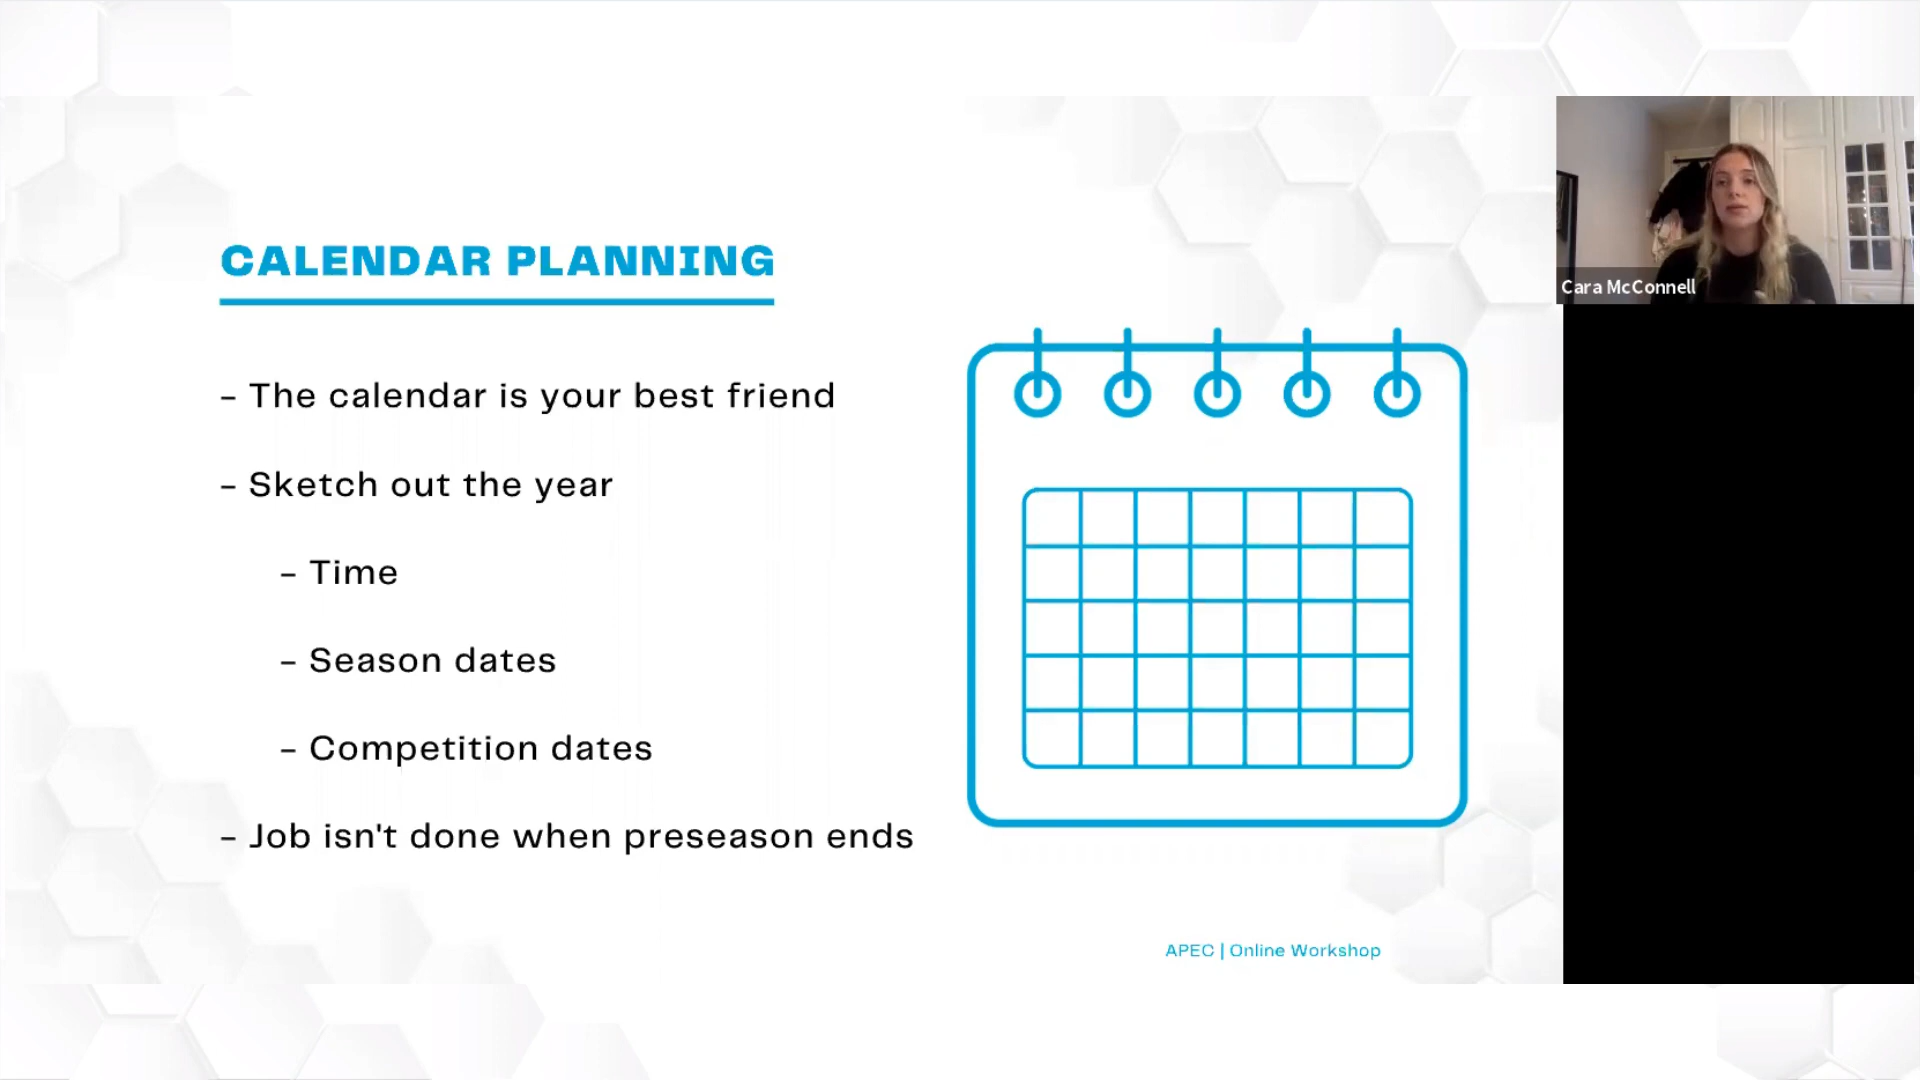 CALENDAR PLANNING
- The calendar is your best friend
- Sketch out the year
- Time
- Season dates
- Competition dates
- Job isn't done when preseason ends
APEC | Online Workshop
Cara McConnell